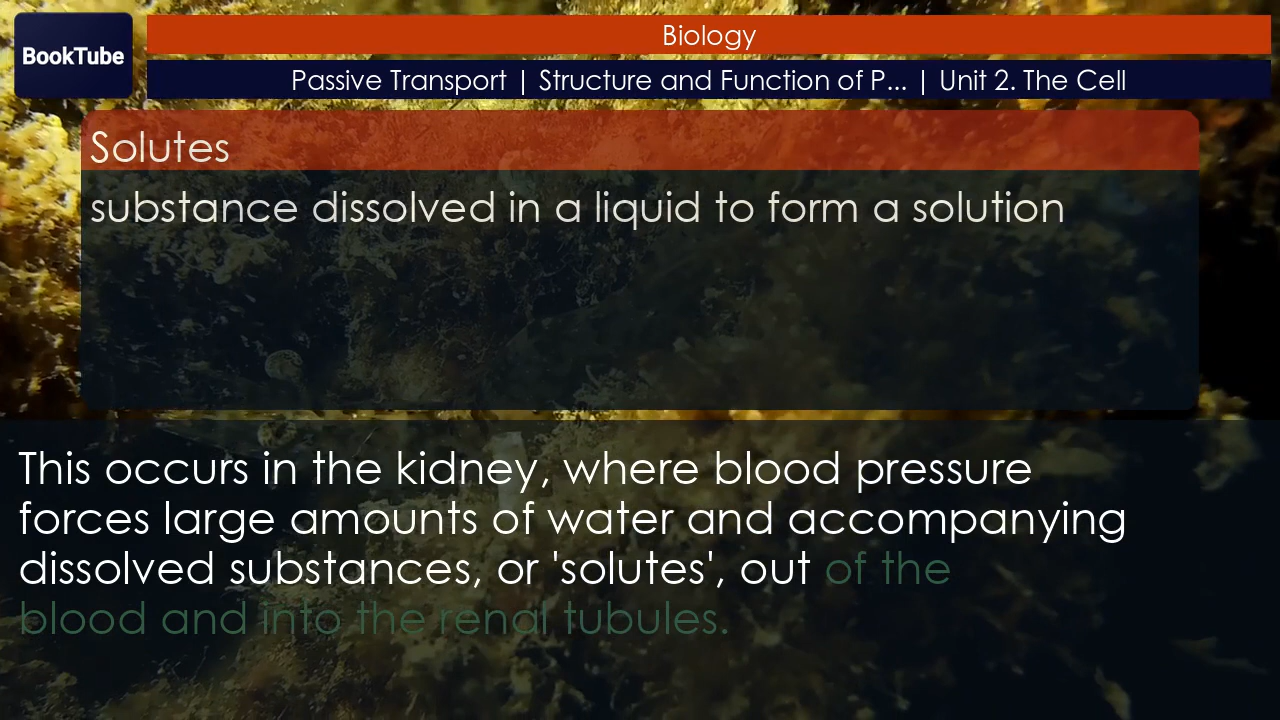 BookTube
Biology
Passive Transport | Structure and Function of P... | Unit 2. The Cell
Solutes
substance dissolved in a liquid to form a solution
This occurs in the kidney, where blood pressure
forces large amounts of water and accompanying
dissolved substances, or 'solutes', out of the
blood and into the renal tubules.